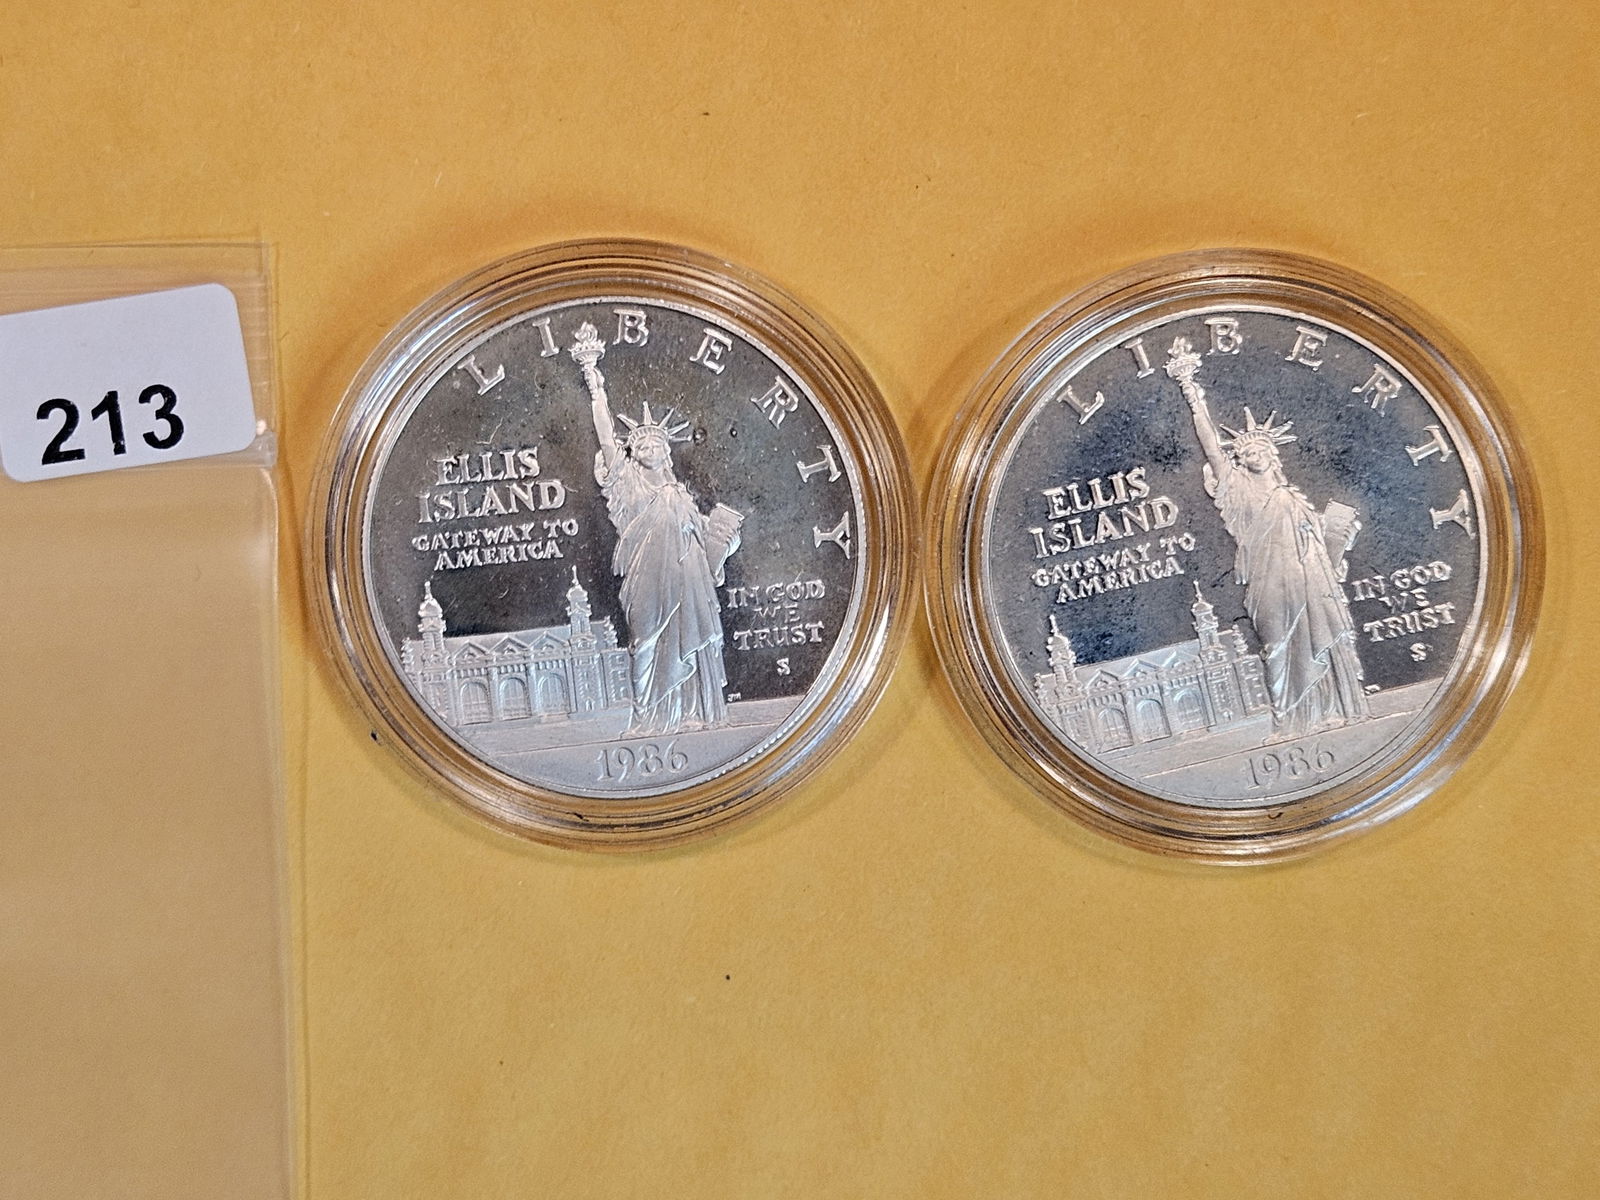 213
LIBERTY
ELLIS
ISLAND
GATEWAY TO
AMERICA
IN GOD
WE
TRUST
S
JM
1986
LIBERTY
ELLIS
ISLAND
GATEWAY TO
AMERICA
IN GOD
WE
TRUST
S
1986